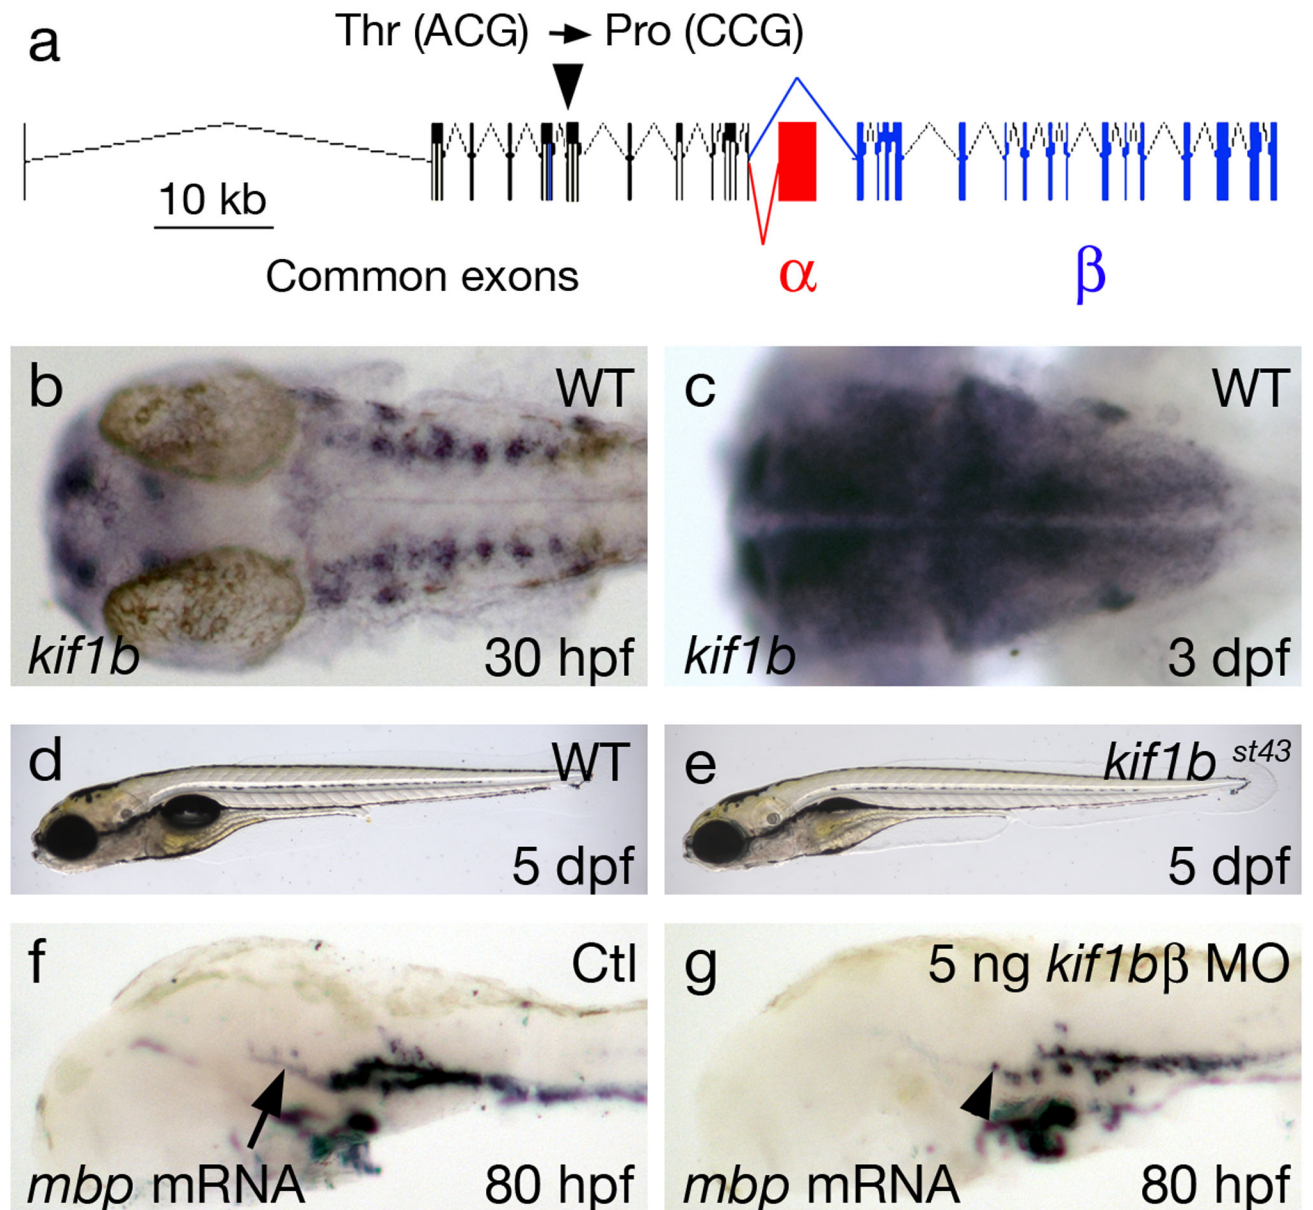 a
Thr (ACG) → Pro (CCG)
10 kb
Common exons
α
β
b
WT
kif1b
30 hpf
c
WT
kif1b
3 dpf
d
WT
5 dpf
e
kif1b st43
5 dpf
f
Ctl
mbp mRNA
80 hpf
g
5 ng kif1bβ MO
mbp mRNA
80 hpf